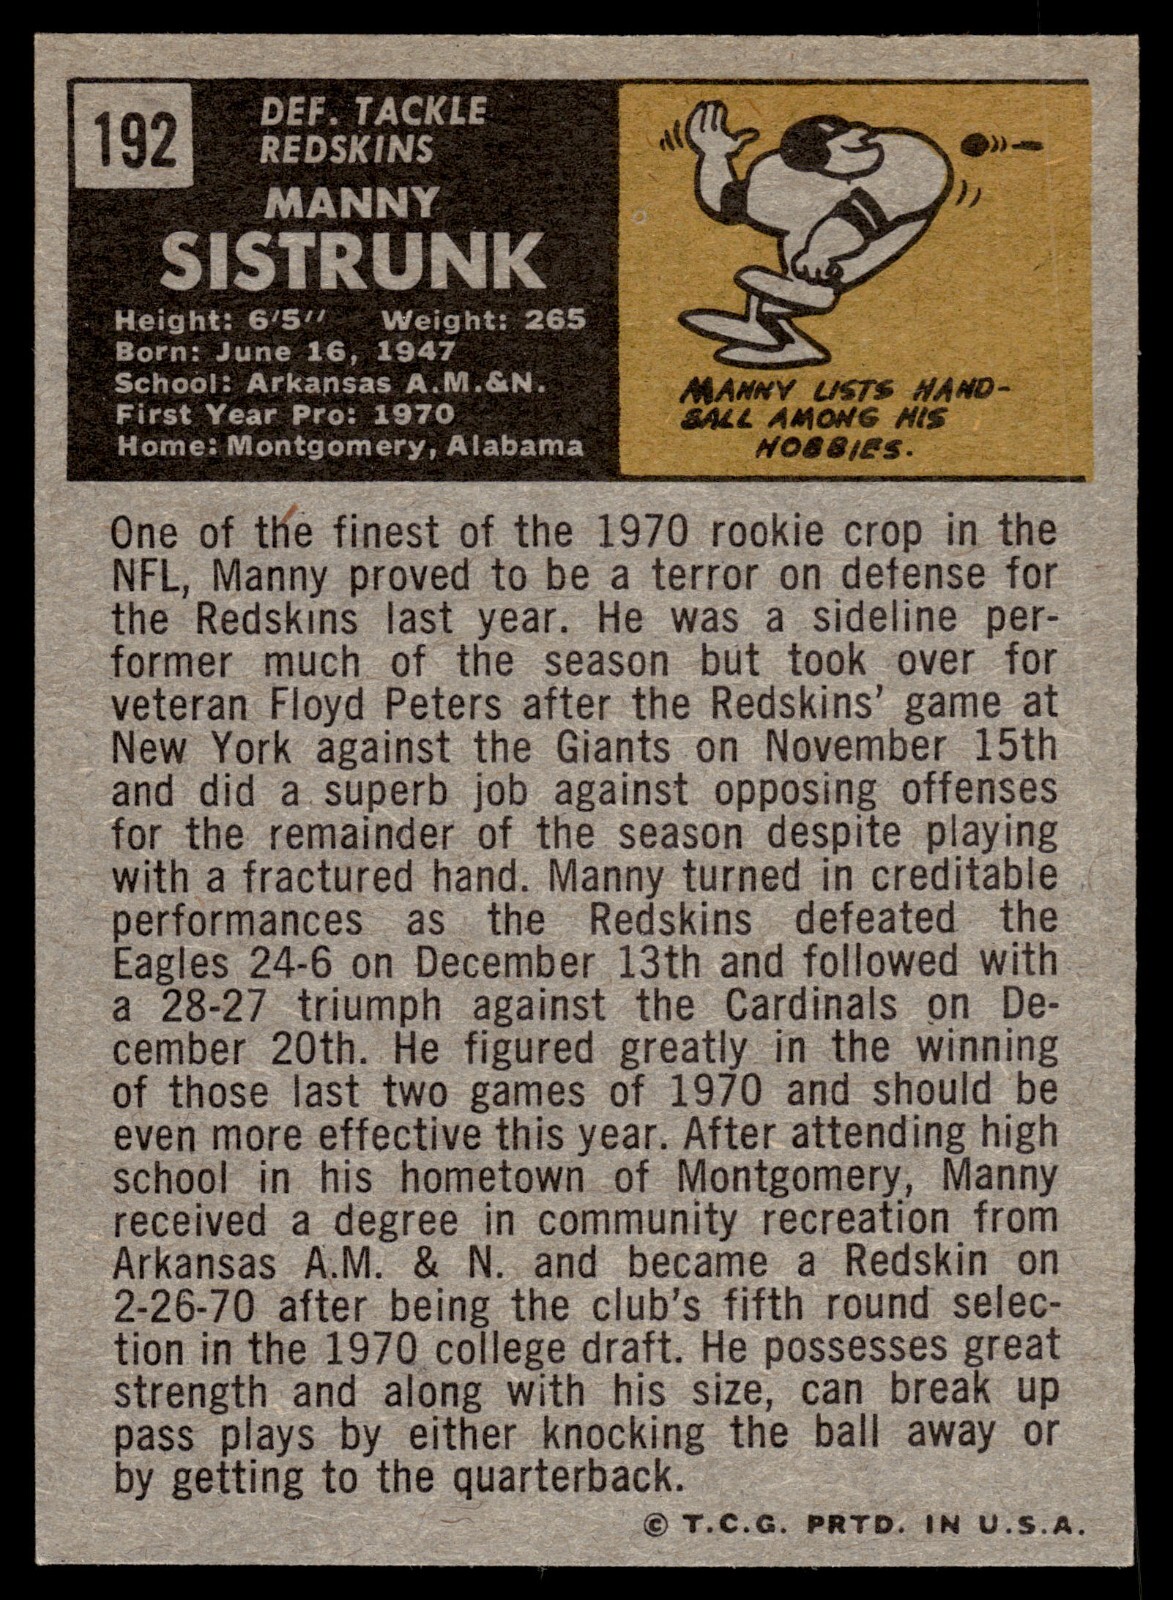 192
DEF. TACKLE
REDSKINS
MANNY
SISTRUNK
Height: 6'5'' Weight: 265
Born: June 16, 1947
School: Arkansas A.M.&N.
First Year Pro: 1970
Home: Montgomery, Alabama
MANNY LISTS HAND-
BALL AMONG HIS
HOBBIES.
One of the finest of the 1970 rookie crop in the
NFL, Manny proved to be a terror on defense for
the Redskins last year. He was a sideline per-
former much of the season but took over for
veteran Floyd Peters after the Redskins' game at
New York against the Giants on November 15th
and did a superb job against opposing offenses
for the remainder of the season despite playing
with a fractured hand. Manny turned in creditable
performances as the Redskins defeated the
Eagles 24-6 on December 13th and followed with
a 28-27 triumph against the Cardinals on De-
cember 20th. He figured greatly in the winning
of those last two games of 1970 and should be
even more effective this year. After attending high
school in his hometown of Montgomery, Manny
received a degree in community recreation from
Arkansas A.M. & N. and became a Redskin on
2-26-70 after being the club's fifth round selec-
tion in the 1970 college draft. He possesses great
strength and along with his size, can break up
pass plays by either knocking the ball away or
by getting to the quarterback.
© T.C.G. PRTD. IN U.S.A.